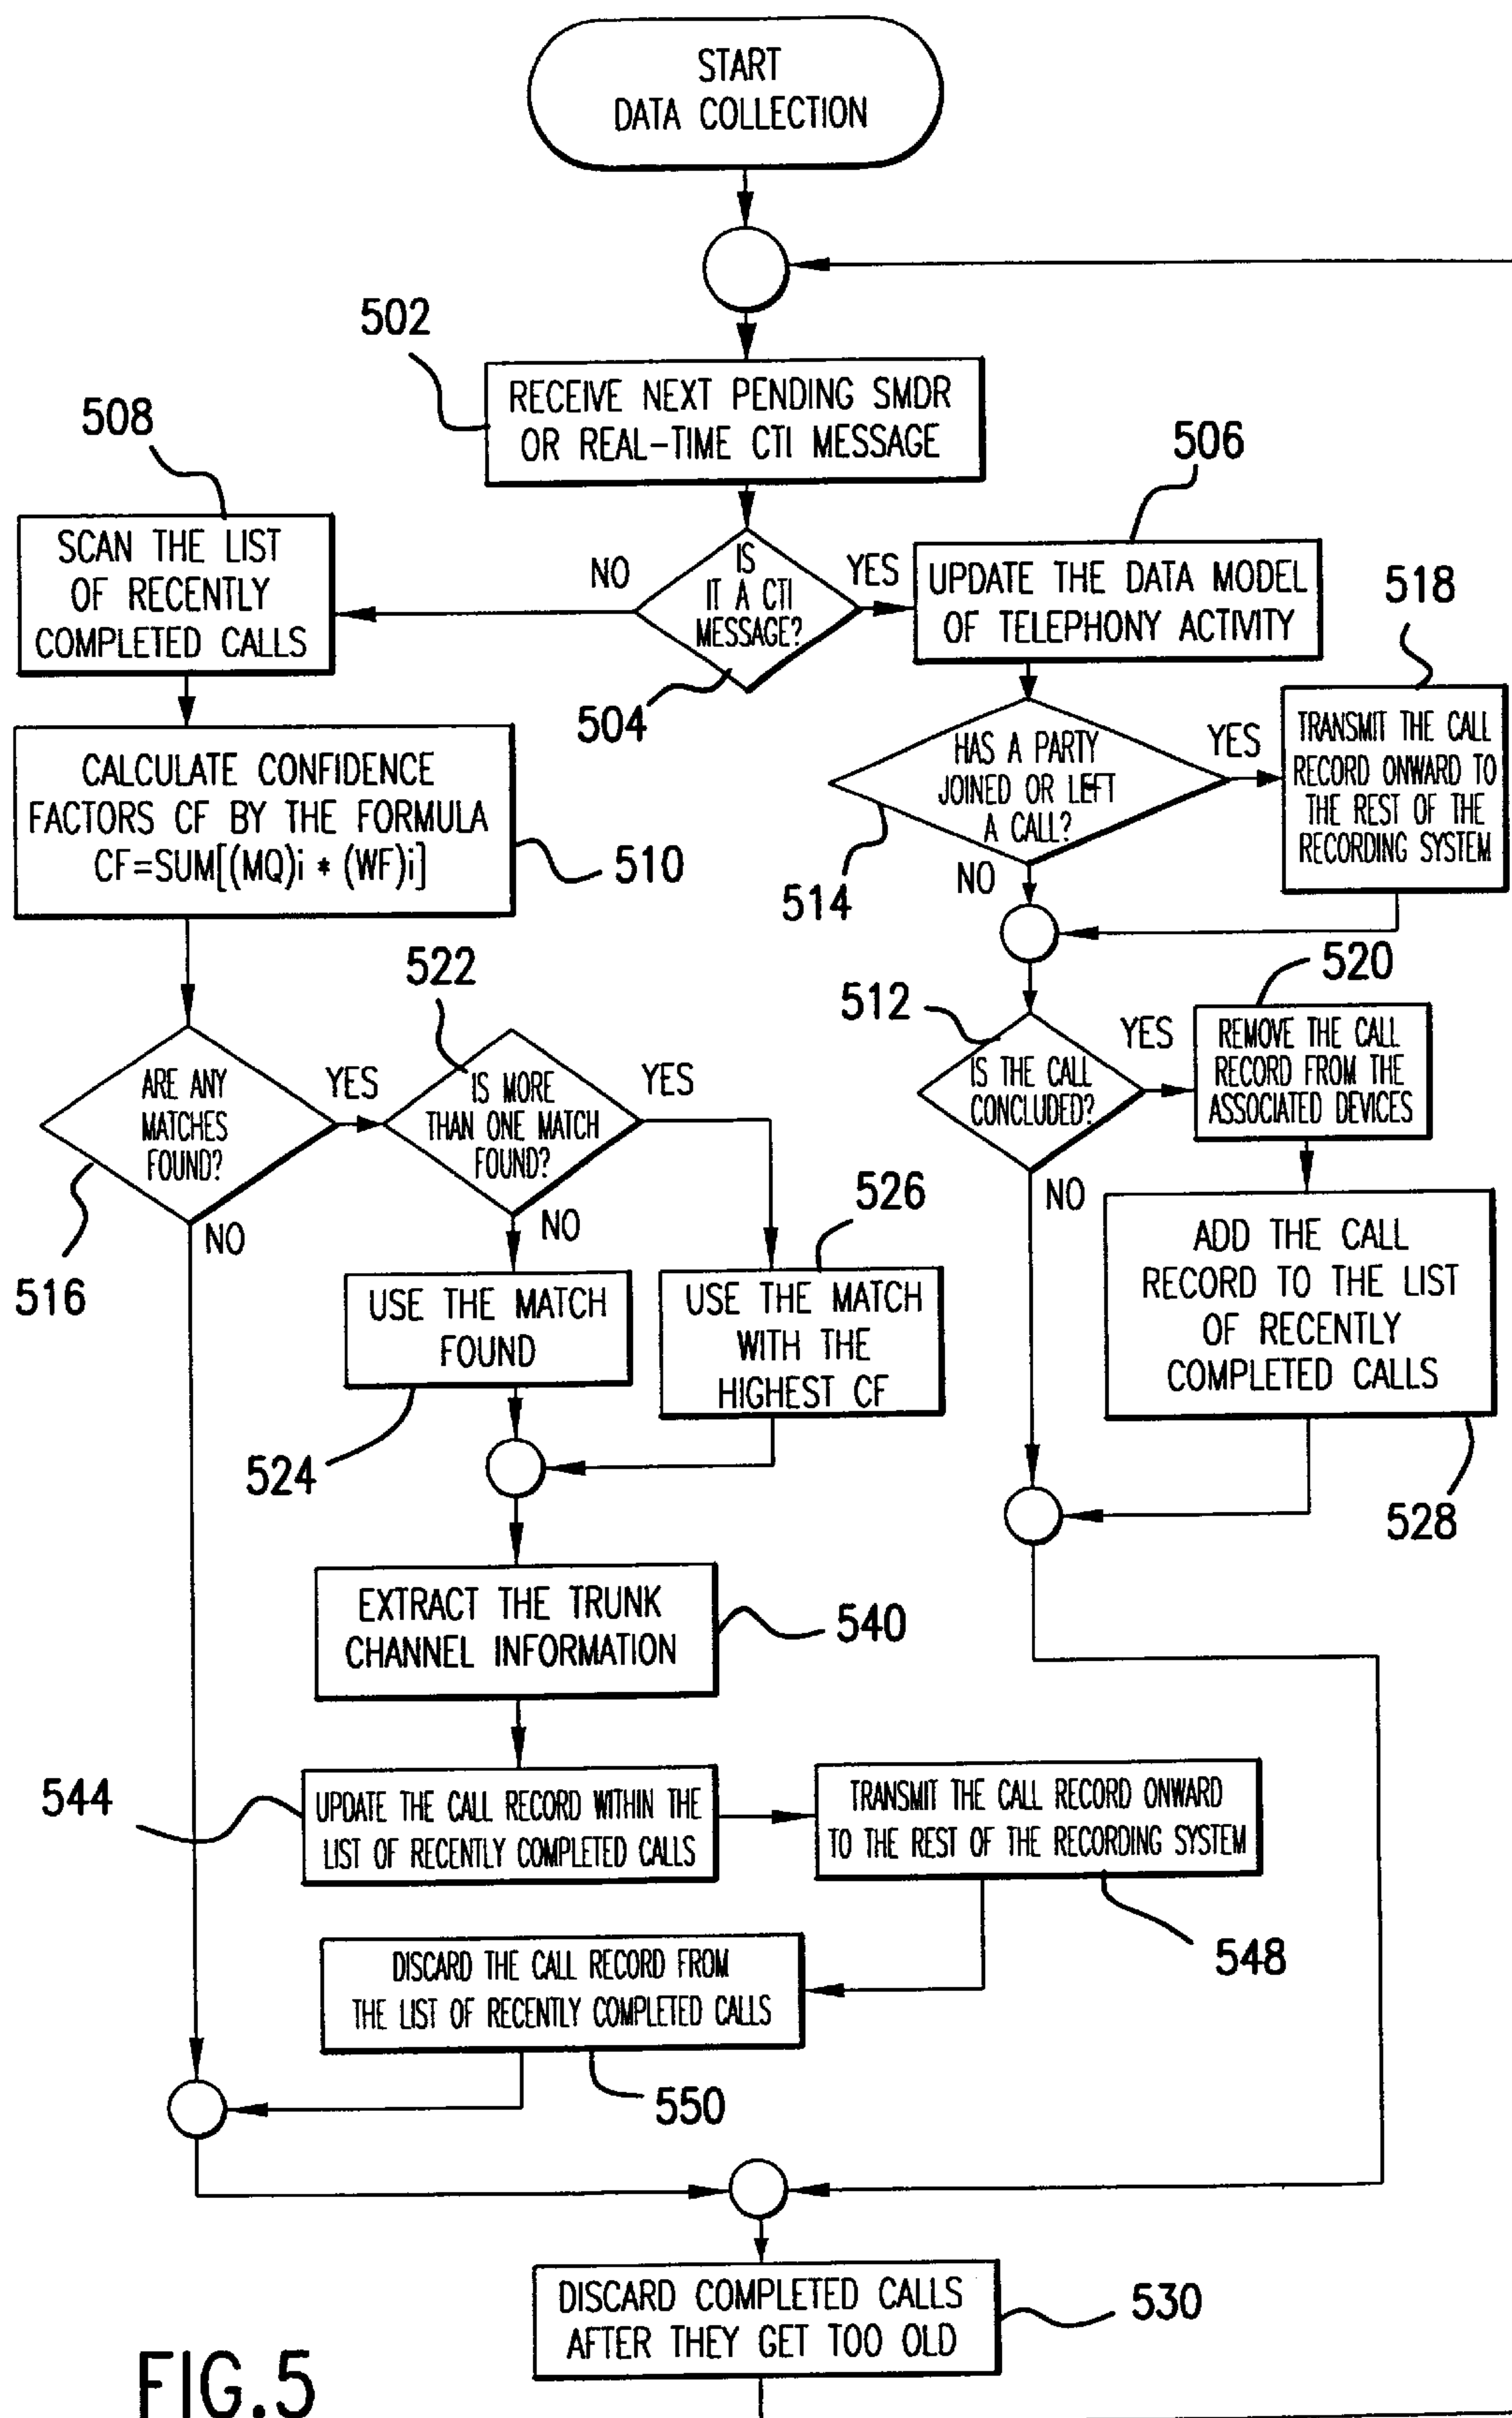 START
DATA COLLECTION
502
RECEIVE NEXT PENDING SMDR
OR REAL-TIME CTI MESSAGE
508
SCAN THE LIST
OF RECENTLY
COMPLETED CALLS
NO
IS
IT A CTI
MESSAGE?
504
YES
506
UPDATE THE DATA MODEL
OF TELEPHONY ACTIVITY
518
TRANSMIT THE CALL
RECORD ONWARD TO
THE REST OF THE
RECORDING SYSTEM
HAS A PARTY
JOINED OR LEFT
A CALL?
YES
514
NO
CALCULATE CONFIDENCE
FACTORS CF BY THE FORMULA
CF=SUM[(MQ)i * (WF)i]
510
522
512
IS THE CALL
CONCLUDED?
YES
520
REMOVE THE CALL
RECORD FROM THE
ASSOCIATED DEVICES
NO
ARE ANY
MATCHES
FOUND?
YES
516
NO
IS MORE
THAN ONE MATCH
FOUND?
YES
NO
526
USE THE MATCH
FOUND
524
USE THE MATCH
WITH THE
HIGHEST CF
ADD THE CALL
RECORD TO THE LIST
OF RECENTLY
COMPLETED CALLS
528
EXTRACT THE TRUNK
CHANNEL INFORMATION
540
544
UPDATE THE CALL RECORD WITHIN THE
LIST OF RECENTLY COMPLETED CALLS
TRANSMIT THE CALL RECORD ONWARD
TO THE REST OF THE RECORDING SYSTEM
548
DISCARD THE CALL RECORD FROM
THE LIST OF RECENTLY COMPLETED CALLS
550
DISCARD COMPLETED CALLS
AFTER THEY GET TOO OLD
530
FIG.5